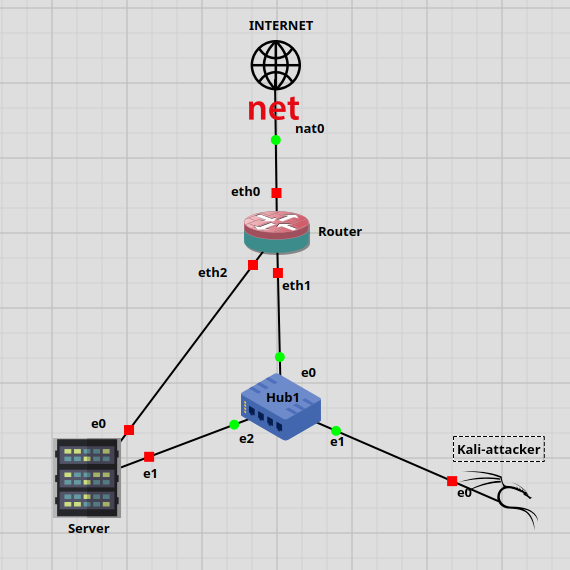 INTERNET
net
nat0
eth0
Router
eth2
eth1
e0
Hub1
e0
e2
e1
Kali-attacker
e1
e0
Server